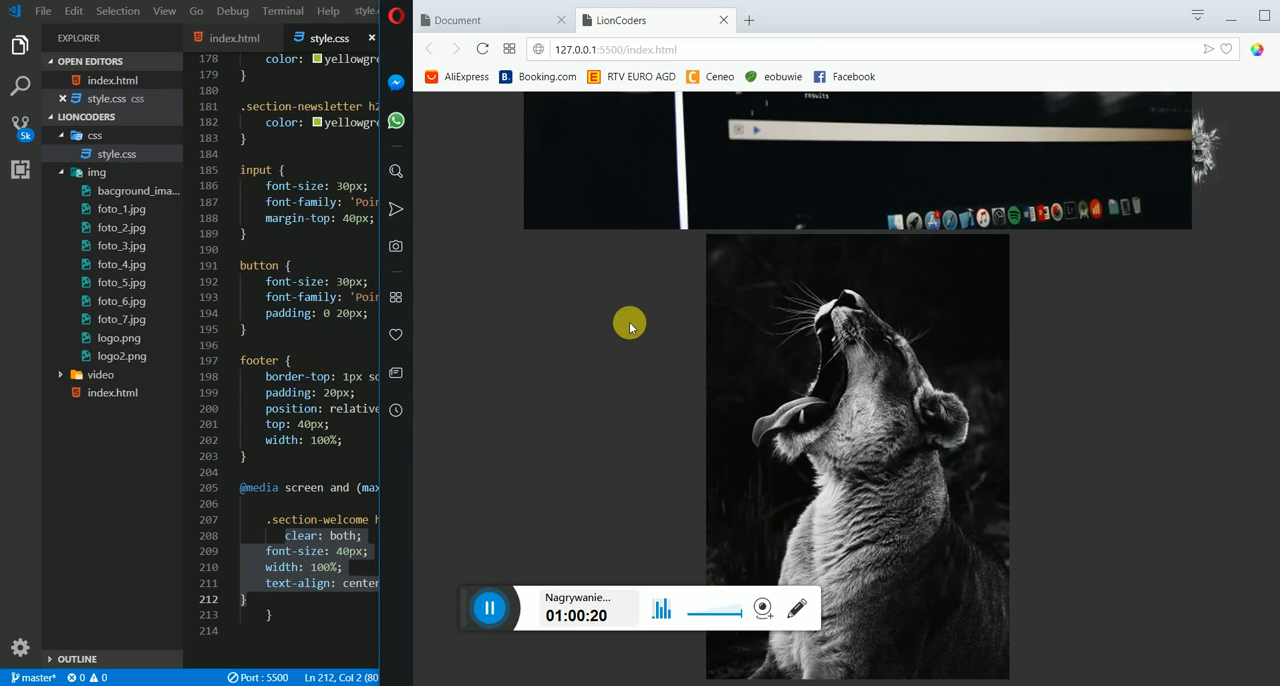 File Edit Selection View Go Debug Terminal Help style.
EXPLORER
OPEN EDITORS
index.html
style.css css
LIONCODERS
css
style.css
img
bacground_ima...
foto_1.jpg
foto_2.jpg
foto_3.jpg
foto_4.jpg
foto_5.jpg
foto_6.jpg
foto_7.jpg
logo.png
logo2.png
video
index.html
OUTLINE
5k
index.html
style.css
178 color: yellowgre
179 }
180
181 .section-newsletter h2
182 color: yellowgre
183 }
184
185 input {
186 font-size: 30px;
187 font-family: 'Poi
188 margin-top: 40px;
189 }
190
191 button {
192 font-size: 30px;
193 font-family: 'Poi
194 padding: 0 20px;
195 }
196
197 footer {
198 border-top: 1px so
199 padding: 20px;
200 position: relative
201 top: 40px;
202 width: 100%;
203 }
204
205 @media screen and (max
206
207 .section-welcome h
208 clear: both;
209 font-size: 40px;
210 width: 100%;
211 text-align: center
212 }
213 }
214
master* 0 0 Port : 5500 Ln 212, Col 2 (80
Document
LionCoders
127.0.0.1:5500/index.html
AliExpress
B Booking.com
E RTV EURO AGD
C Ceneo
eobuwie
f Facebook
results
Nagrywanie...
01:00:20